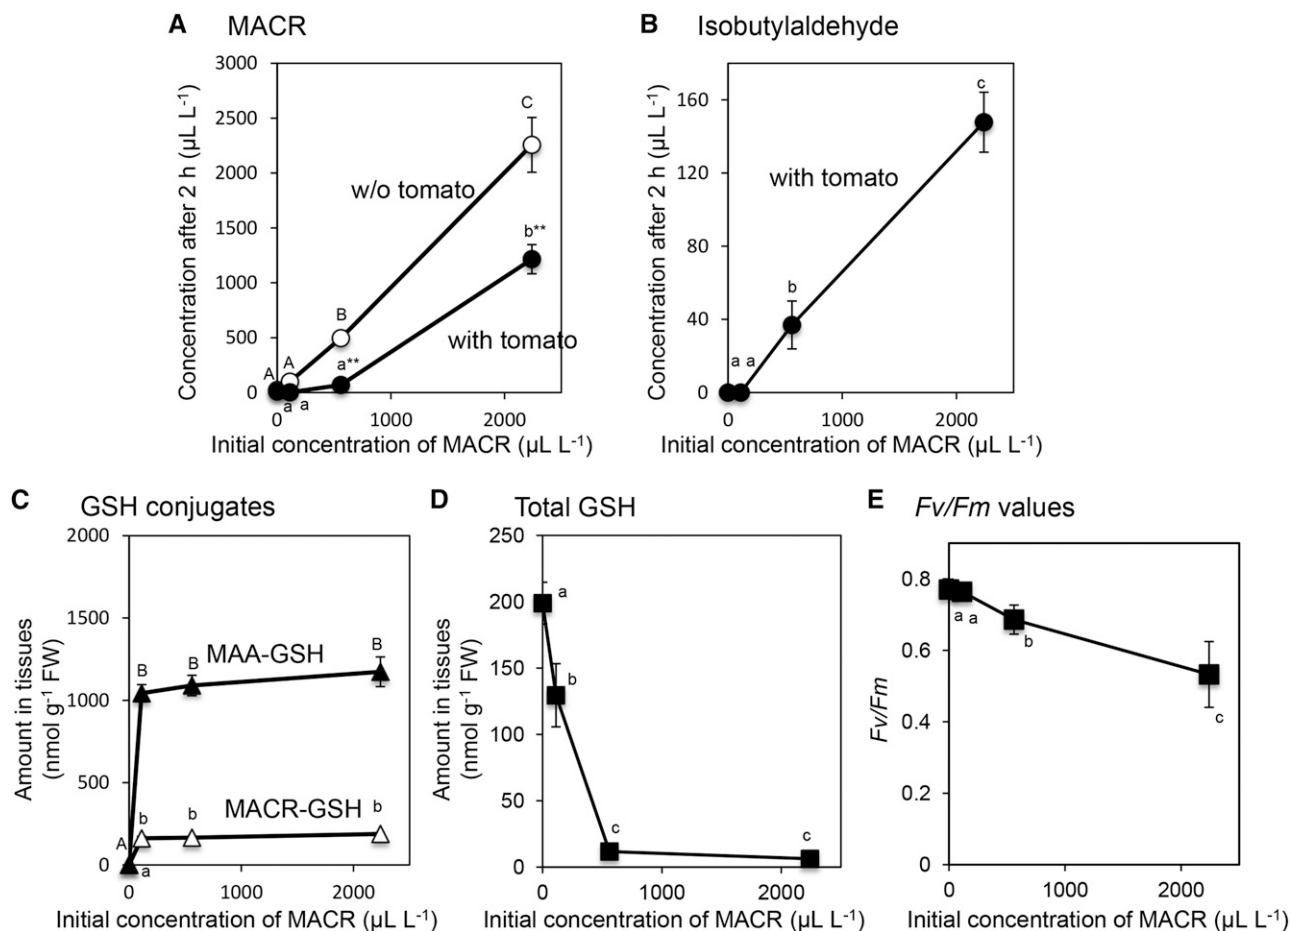 A MACR
Concentration after 2 h (µL L⁻¹)
3000
2500
2000
1500
1000
500
0
C
w/o tomato
b**
B
with tomato
a**
A
A
a
a
0
1000
2000
Initial concentration of MACR (µL L⁻¹)
B Isobutylaldehyde
Concentration after 2 h (µL L⁻¹)
160
120
80
40
0
c
with tomato
b
a a
0
1000
2000
Initial concentration of MACR (µL L⁻¹)
C GSH conjugates
Amount in tissues
(nmol g⁻¹ FW)
2000
1500
1000
500
0
B
B
B
MAA-GSH
MACR-GSH
b
b
b
A
a
0
1000
2000
Initial concentration of MACR (µL L⁻¹)
D Total GSH
Amount in tissues
(nmol g⁻¹ FW)
250
200
150
100
50
0
a
b
c
c
0
1000
2000
Initial concentration of MACR (µL L⁻¹)
E Fv/Fm values
Fv/Fm
0.8
0.6
0.4
0.2
0
a a
b
c
0
1000
2000
Initial concentration of MACR (µL L⁻¹)